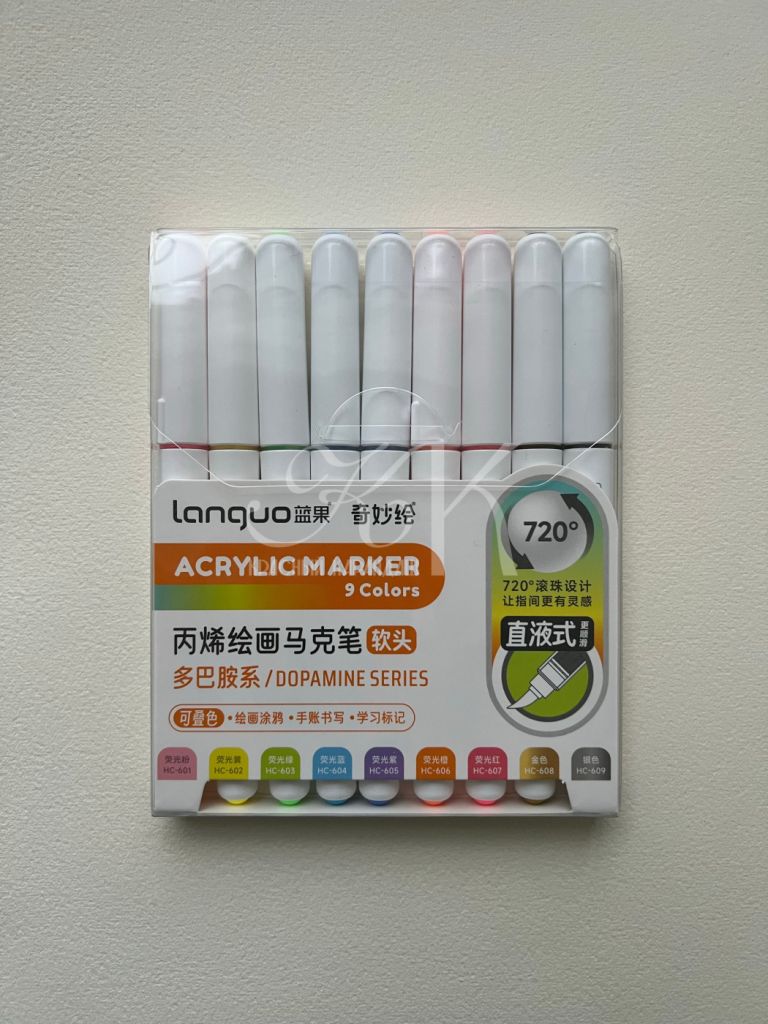 Languo蓝果 奇妙绘
ACRYLIC MARKER
9 Colors
丙烯绘画马克笔 软头
多巴胺系/DOPAMINE SERIES
可叠色 •绘画涂鸦 •手账书写 •学习标记
720°
720°滚珠设计
让指间更有灵感
直液式 更顺滑
荧光粉 HC-601
荧光黄 HC-602
荧光绿 HC-603
荧光蓝 HC-604
荧光紫 HC-605
荧光橙 HC-606
荧光红 HC-607
金色 HC-608
银色 HC-609